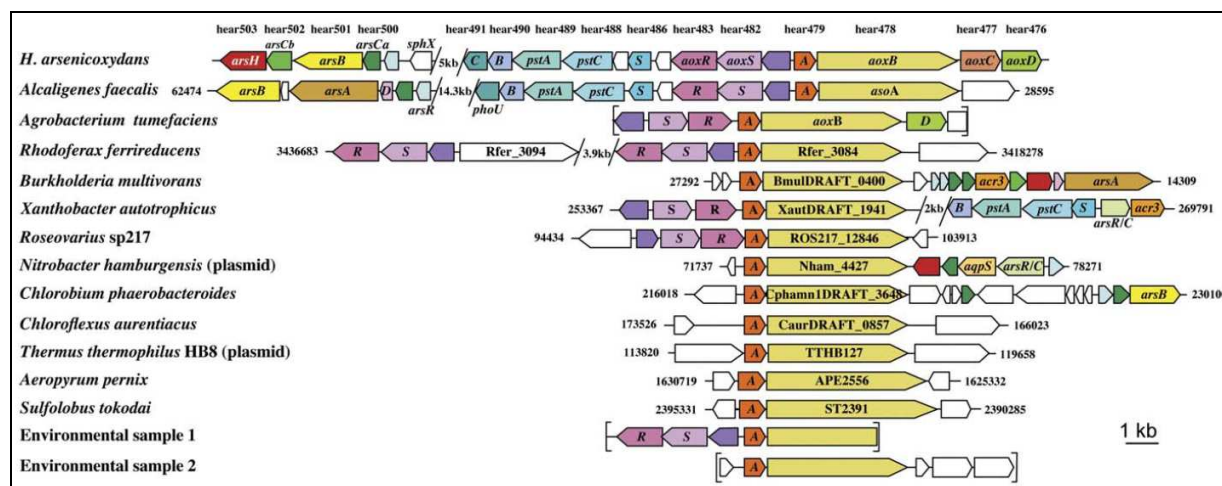 hear503 hear502 hear501 hear500 hear491 hear490 hear489 hear488 hear486 hear483 hear482 hear479 hear478 hear477 hear476
arsCb arsCa sphX
H. arsenicoxydans arsH arsB 5kb C B pstA pstC S aoxR aoxS A aoxB aoxC aoxD
Alcaligenes faecalis 62474 arsB arsA D arsR 14.3kb phoU B pstA pstC S R S A asoA 28595
Agrobacterium tumefaciens S R A aoxB D
Rhodoferax ferrireducens 3436683 R S Rfer_3094 3.9kb R S A Rfer_3084 3418278
Burkholderia multivorans 27292 A BmulDRAFT_0400 acr3 arsA 14309
Xanthobacter autotrophicus 253367 S R A XautDRAFT_1941 2kb B pstA pstC S arsR/C acr3 269791
Roseovarius sp217 94434 S R A ROS217_12846 103913
Nitrobacter hamburgensis (plasmid) 71737 A Nham_4427 aqpS arsR/C 78271
Chlorobium phaerobacteroides 216018 A Cphamn1DRAFT_3648 arsB 23010
Chloroflexus aurentiacus 173526 A CaurDRAFT_0857 166023
Thermus thermophilus HB8 (plasmid) 113820 A TTHB127 119658
Aeropyrum pernix 1630719 A APE2556 1625332
Sulfolobus tokodai 2395331 A ST2391 2390285
Environmental sample 1 R S A
1 kb
Environmental sample 2 A